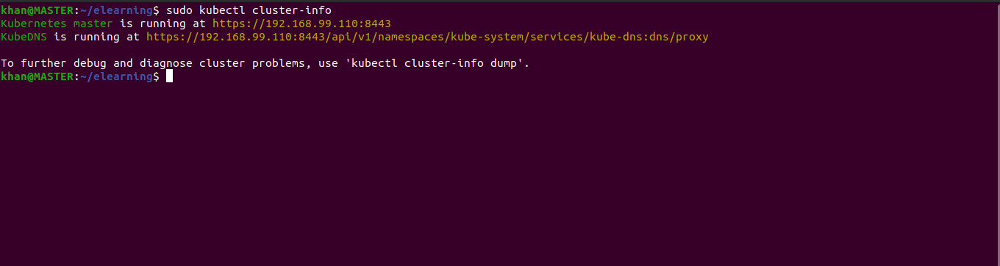 khan@MASTER:~/elearning$ sudo kubectl cluster-info
Kubernetes master is running at https://192.168.99.110:8443
KubeDNS is running at https://192.168.99.110:8443/api/v1/namespaces/kube-system/services/kube-dns:dns/proxy
To further debug and diagnose cluster problems, use 'kubectl cluster-info dump'.
khan@MASTER:~/elearning$